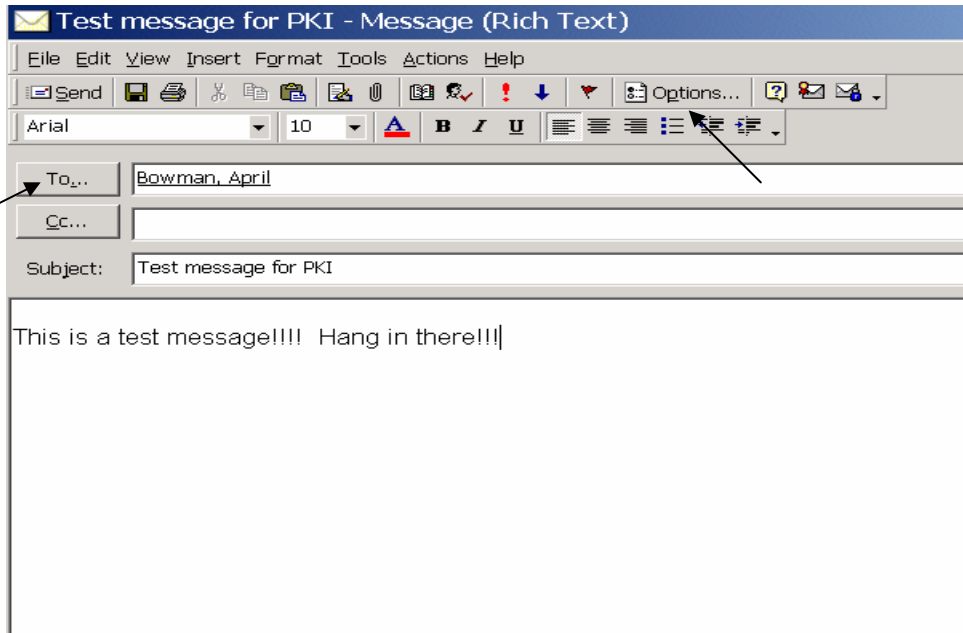 Test message for PKI - Message (Rich Text)
File Edit View Insert Format Tools Actions Help
Send Options...
Arial 10 A B I U
To... Bowman, April
Cc...
Subject: Test message for PKI
This is a test message!!!! Hang in there!!!